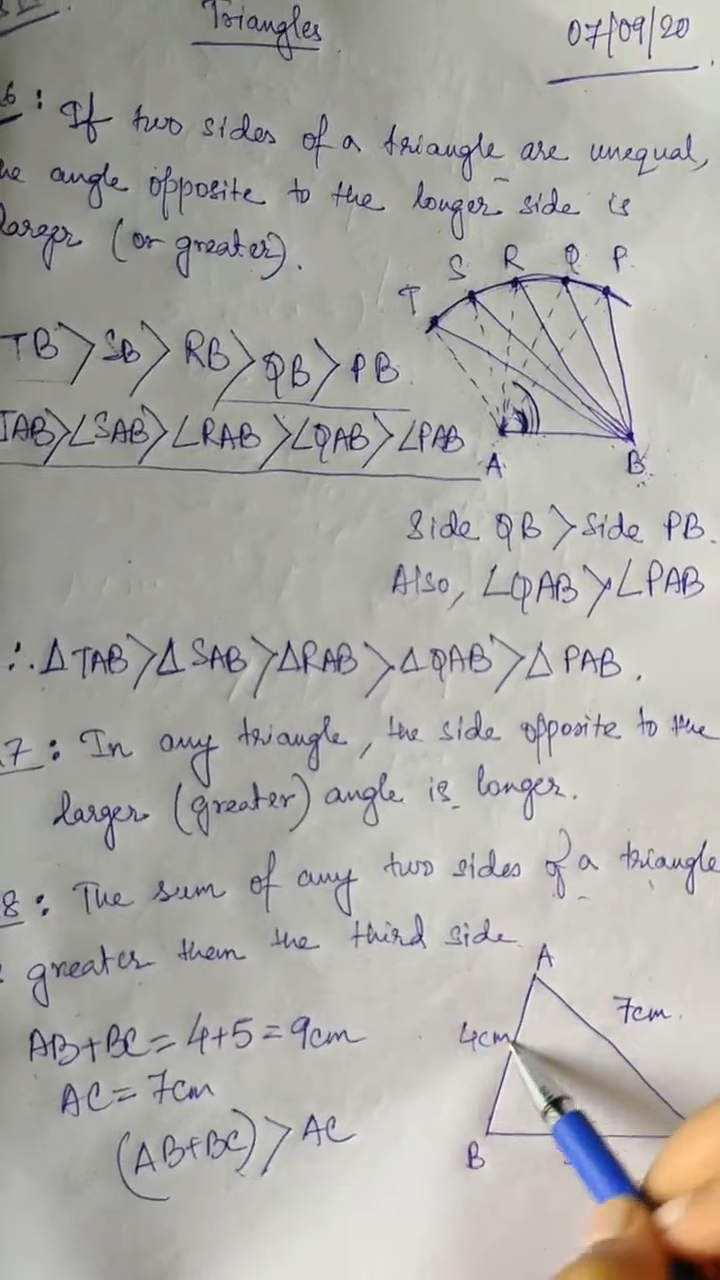 Triangles
07/09/20
6 : If two sides of a triangle are unequal,
he angle opposite to the longer side is
larger (or greater).
T S R Q P
TB > SB > RB > QB > PB
TAB > ∠SAB > ∠RAB > ∠QAB > ∠PAB
A B
Side QB > Side PB.
Also, ∠QAB > ∠PAB
∴ ΔTAB > ΔSAB > ΔRAB > ΔQAB > ΔPAB.
7 : In any triangle, the side opposite to the
larger (greater) angle is longer.
8 : The sum of any two sides of a triangle
greater them the third side
A
AB+BC = 4+5 = 9cm
4cm 7cm.
AC = 7cm
(AB+BC) > AC
B